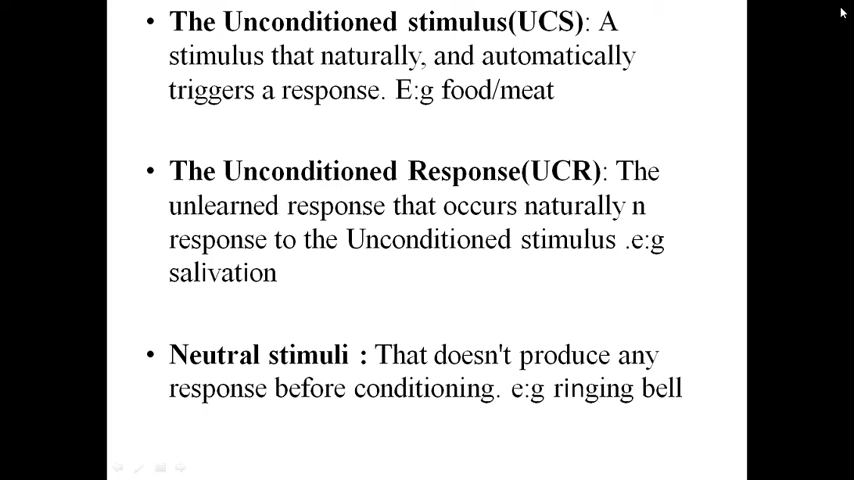 • The Unconditioned stimulus(UCS): A
stimulus that naturally, and automatically
triggers a response. E:g food/meat
• The Unconditioned Response(UCR): The
unlearned response that occurs naturally n
response to the Unconditioned stimulus .e:g
salivation
• Neutral stimuli : That doesn't produce any
response before conditioning. e:g ringing bell